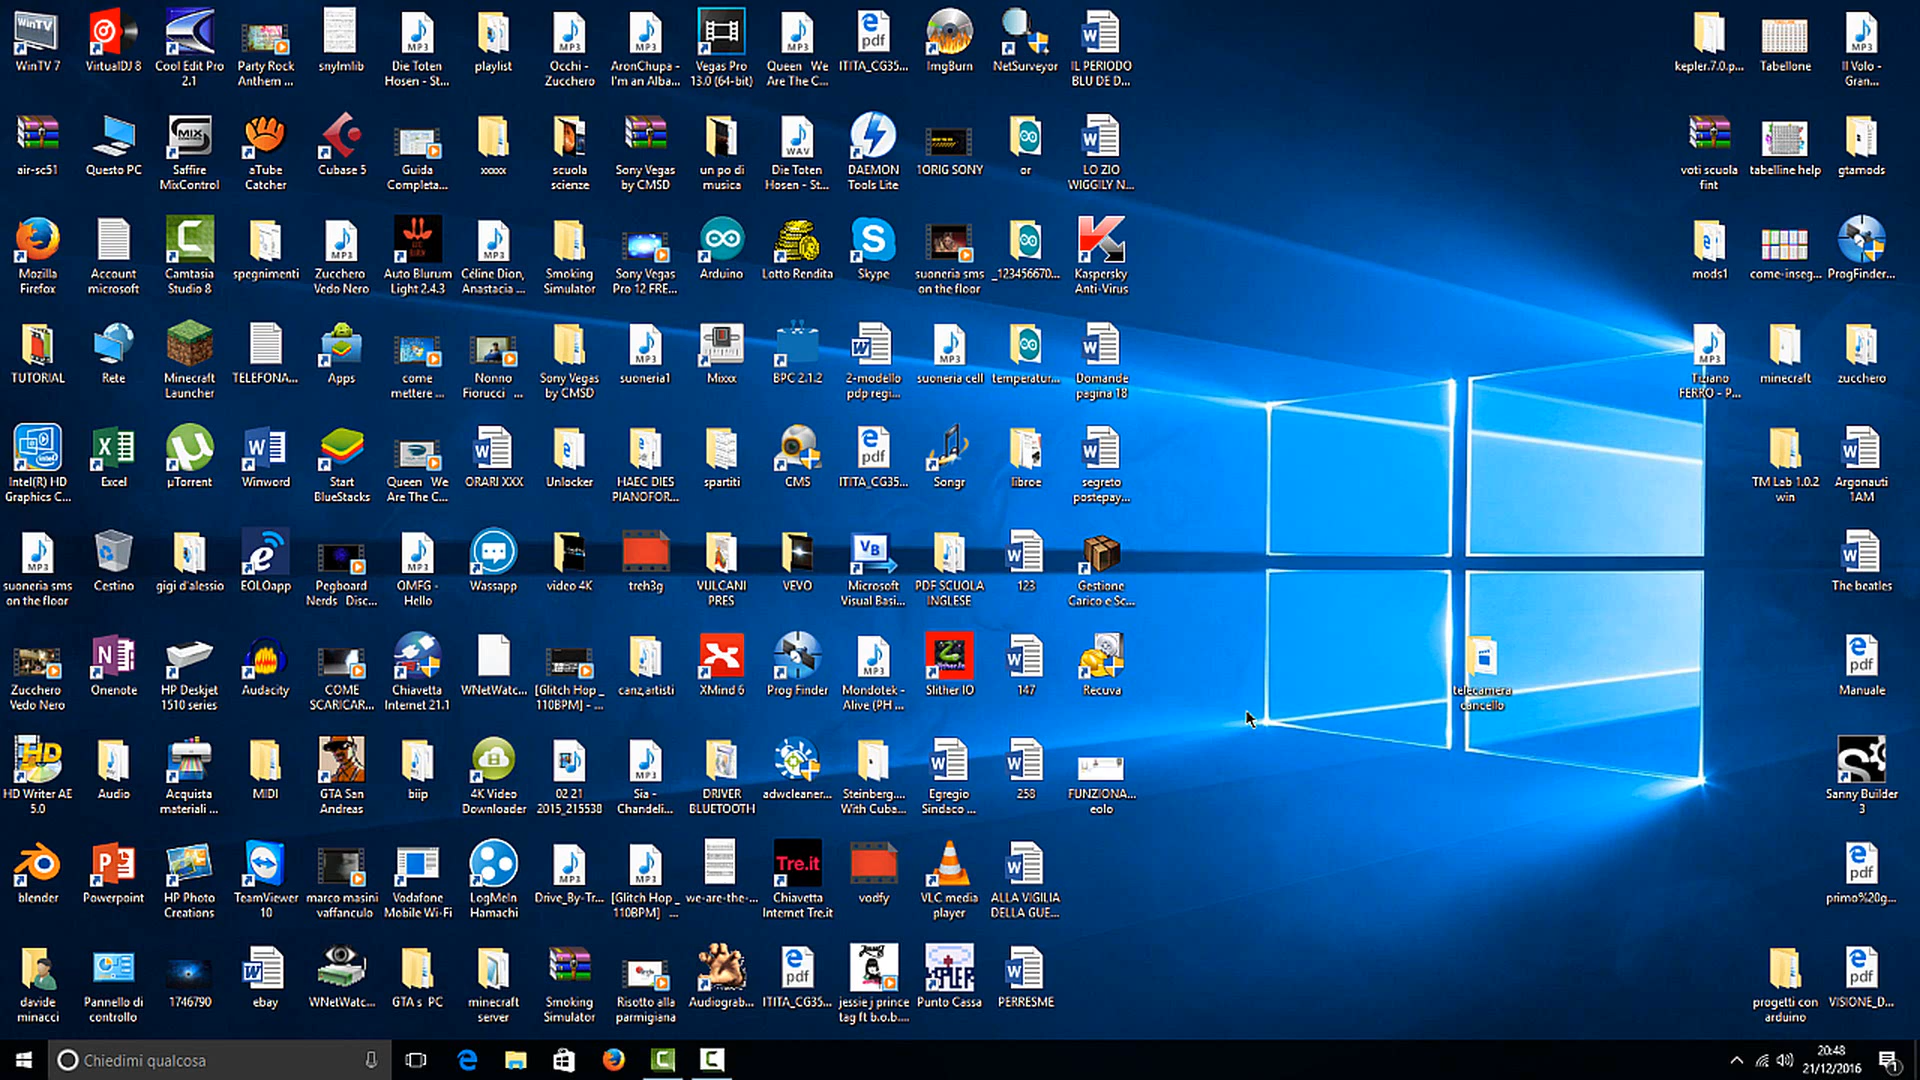 WinTV 7
VirtualDJ 8
Cool Edit Pro
2.1
Party Rock
Anthem ...
snylmlib
Die Toten
Hosen - St...
playlist
Occhi -
Zucchero
AronChupa -
I'm an Alba...
Vegas Pro
13.0 (64-bit)
Queen We
Are The C...
ITITA_CG35...
ImgBurn
NetSurveyor
IL PERIODO
BLU DE D...
kepler.7.0.p...
Tabellone
Il Volo -
Gran...
air-sc51
Questo PC
Saffire
MixControl
aTube
Catcher
Cubase 5
Guida
Completa...
xxxxx
scuola
scienze
Sony Vegas
by CMSD
un po di
musica
Die Toten
Hosen - St...
DAEMON
Tools Lite
1ORIG SONY
or
LO ZIO
WIGGILY N...
voti scuola
fint
tabelline help
gtamods
Mozilla
Firefox
Account
microsoft
Camtasia
Studio 8
spegnimenti
Zucchero
Vedo Nero
Auto Blurum
Light 2.4.3
Céline Dion,
Anastacia ...
Smoking
Simulator
Sony Vegas
Pro 12 FRE...
Arduino
Lotto Rendita
Skype
suoneria sms
on the floor
_123456670...
Kaspersky
Anti-Virus
mods1
come-inseg...
ProgFinder...
TUTORIAL
Rete
Minecraft
Launcher
TELEFONA...
Apps
come
mettere ...
Nonno
Fiorucci ...
Sony Vegas
by CMSD
suoneria1
Mixxx
BPC 2.1.2
2-modello
pdp regi...
suoneria cell
temperatur...
Domande
pagina 18
Tiziano
FERRO - P...
minecraft
zucchero
Intel(R) HD
Graphics C...
Excel
µTorrent
Winword
Start
BlueStacks
Queen We
Are The C...
ORARI XXX
Unlocker
HAEC DIES
PIANOFOR...
spartiti
CMS
ITITA_CG35...
Songr
libroe
segreto
postepay...
TM Lab 1.0.2
win
Argonauti
1AM
suoneria sms
on the floor
Cestino
gigi d'alessio
EOLOapp
Pegboard
Nerds Disc...
OMFG -
Hello
Wassapp
video 4K
treh3g
VULCANI
PRES
VEVO
Microsoft
Visual Basi...
PDF SCUOLA
INGLESE
123
Gestione
Carico e Sc...
The beatles
Zucchero
Vedo Nero
Onenote
HP Deskjet
1510 series
Audacity
COME
SCARICAR...
Chiavetta
Internet 21.1
WNetWatc...
[Glitch Hop _
110BPM] - ...
canz,artisti
XMind 6
Prog Finder
Mondotek -
Alive (PH ...
Slither IO
147
Recuva
telecamera
cancello
Manuale
HD Writer AE
5.0
Audio
Acquista
materiali ...
MIDI
GTA San
Andreas
biip
4K Video
Downloader
02 21
2015_215538
Sia -
Chandeli...
DRIVER
BLUETOOTH
adwcleaner...
Steinberg....
With Cuba...
Egregio
Sindaco ...
258
FUNZIONA...
eolo
Sanny Builder
3
blender
Powerpoint
HP Photo
Creations
TeamViewer
10
marco masini
vaffanculo
Vodafone
Mobile Wi-Fi
LogMeIn
Hamachi
Drive_By-Tr...
[Glitch Hop _
110BPM] ...
we-are-the-...
Tre.it
Chiavetta
Internet Tre.it
vodfy
VLC media
player
ALLA VIGILIA
DELLA GUE...
primo%20g...
davide
minacci
Pannello di
controllo
1746790
ebay
WNetWatc...
GTA s PC
minecraft
server
Smoking
Simulator
Risotto alla
parmigiana
Audiograb...
ITITA_CG35...
jessie j prince
tag ft b.o.b....
Punto Cassa
PERRESME
progetti con
arduino
VISIONE_D...
Chiedimi qualcosa
20:48
21/12/2016
1